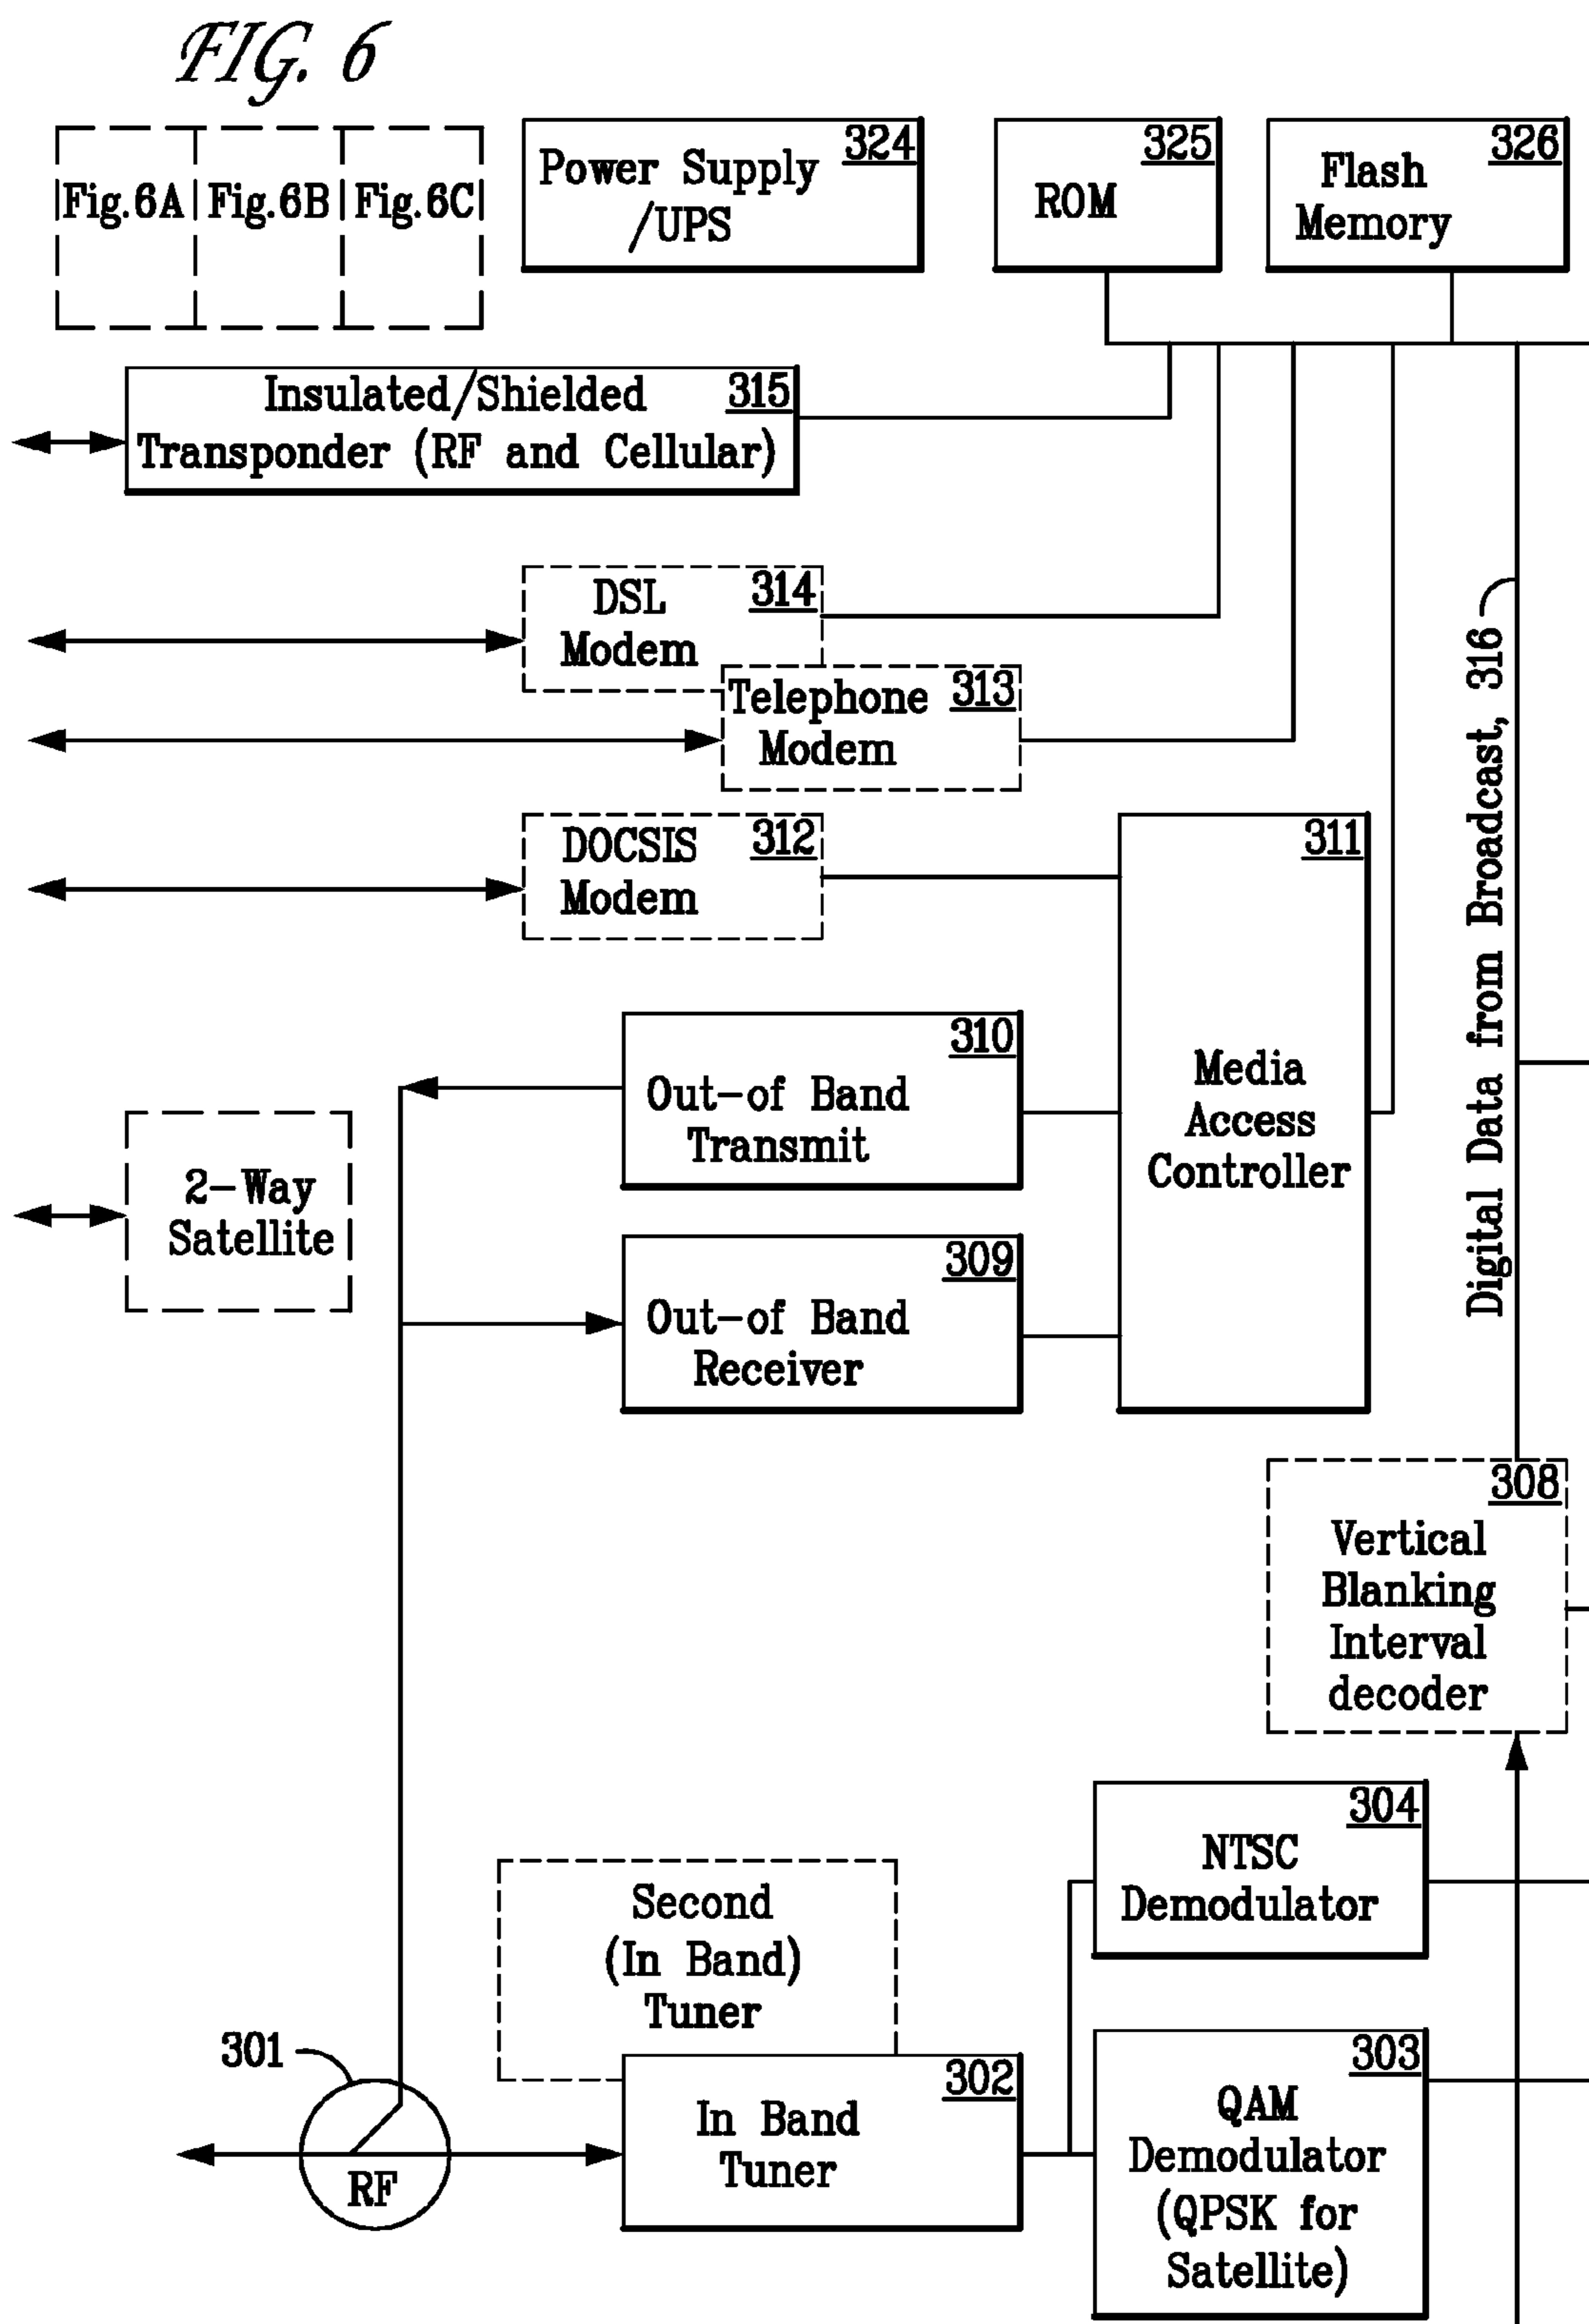 FIG. 6
Fig.6A Fig.6B Fig.6C
324
Power Supply
/UPS
325
ROM
326
Flash
Memory
315
Insulated/Shielded
Transponder (RF and Cellular)
314
DSL
Modem
313
Telephone
Modem
312
DOCSIS
Modem
311
Media
Access
Controller
Digital Data from Broadcast, 316
310
Out-of Band
Transmit
2-Way
Satellite
309
Out-of Band
Receiver
308
Vertical
Blanking
Interval
decoder
304
NTSC
Demodulator
Second
(In Band)
Tuner
301
RF
302
In Band
Tuner
303
QAM
Demodulator
(QPSK for
Satellite)